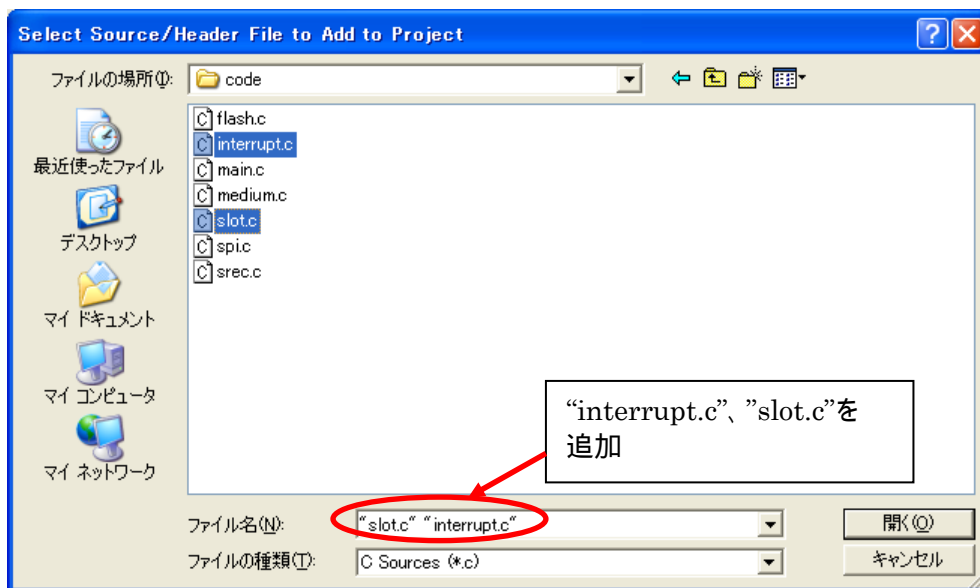 Select Source/Header File to Add to Project
ファイルの場所(I):
code
最近使ったファイル
デスクトップ
マイ ドキュメント
マイ コンピュータ
マイ ネットワーク
flash.c
interrupt.c
main.c
medium.c
slot.c
spi.c
srec.c
“interrupt.c”、”slot.c”を
追加
ファイル名(N):
"slot.c" "interrupt.c"
開く(O)
ファイルの種類(T):
C Sources (*.c)
キャンセル